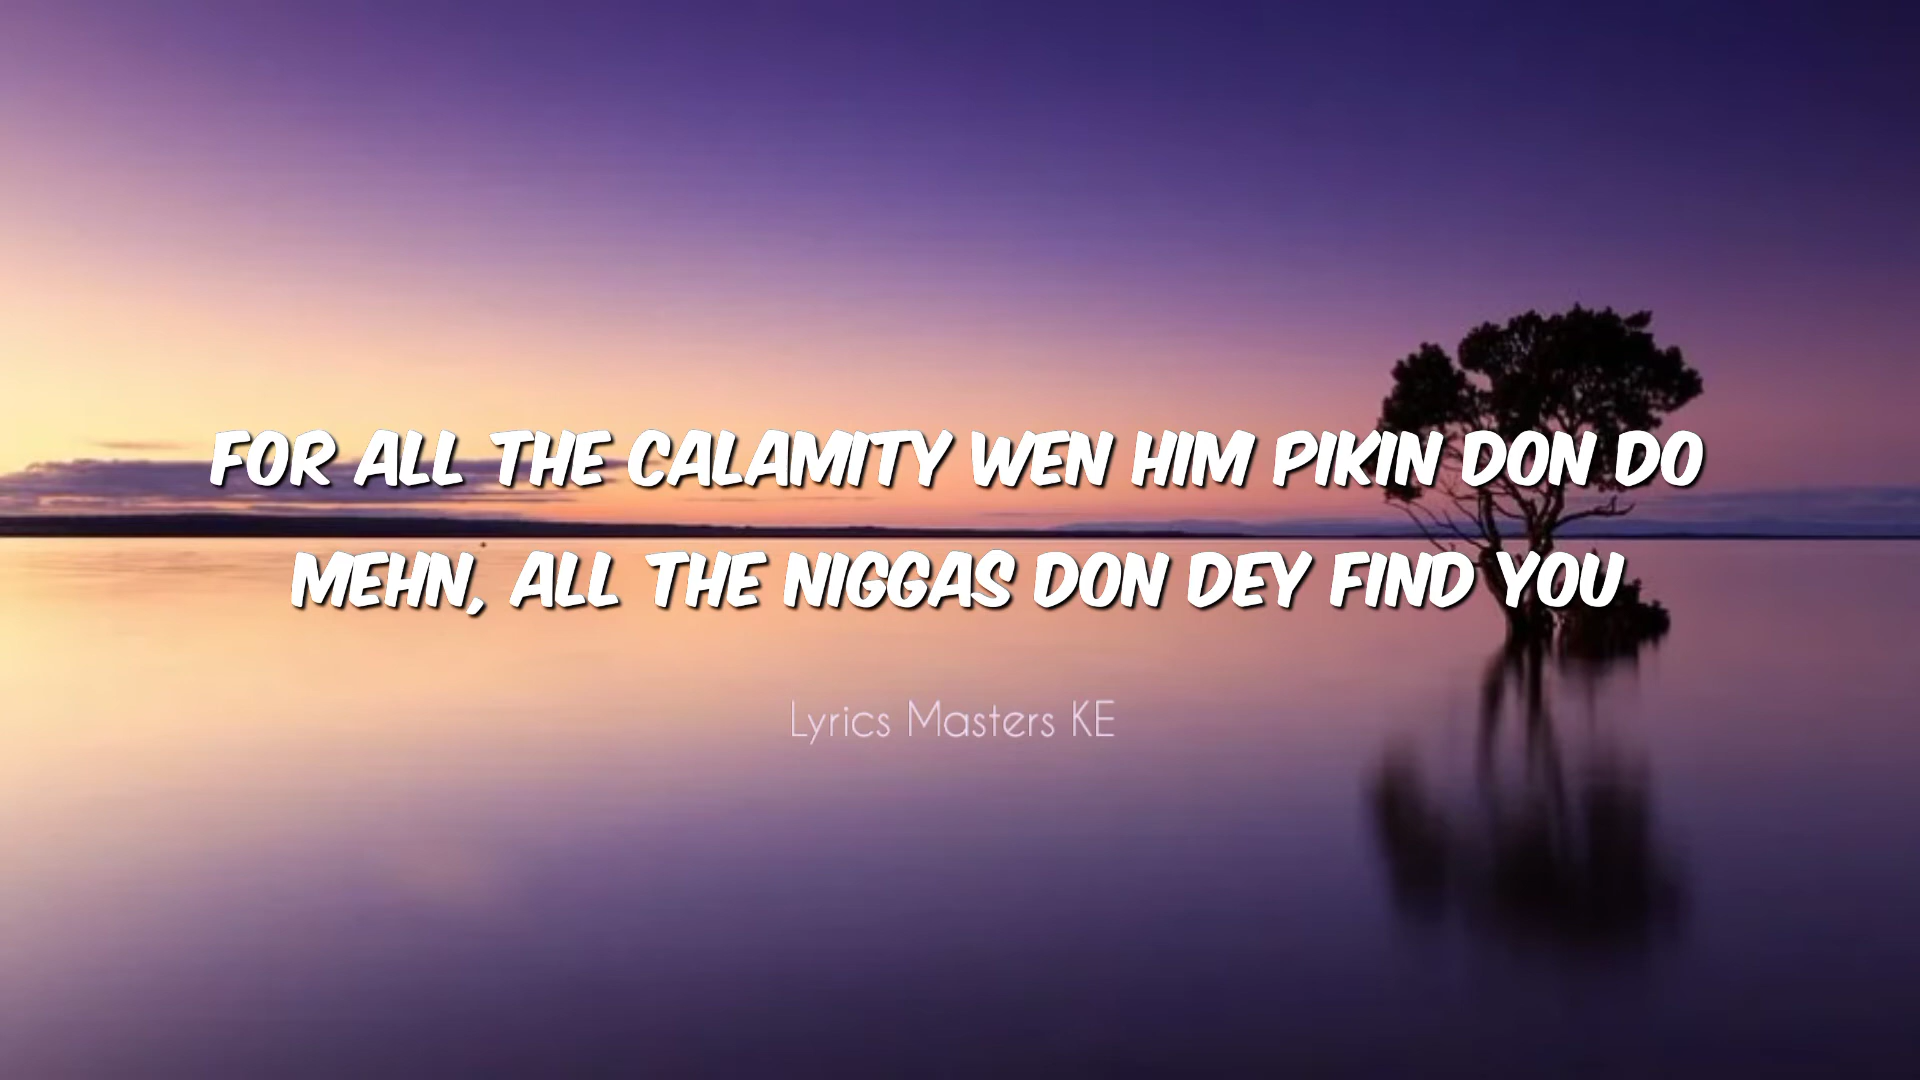 FOR ALL THE CALAMITY WEN HIM PIKIN DON DO
MEHN, ALL THE NIGGAS DON DEY FIND YOU
Lyrics Masters KE